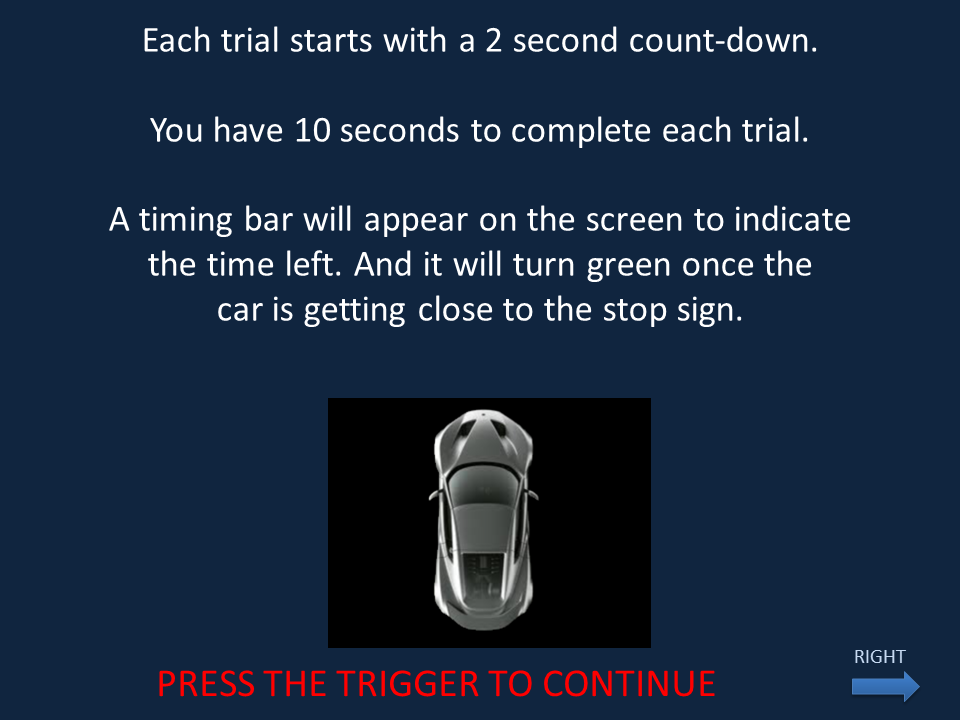 Each trial starts with a 2 second count-down.
You have 10 seconds to complete each trial.
A timing bar will appear on the screen to indicate
the time left. And it will turn green once the
car is getting close to the stop sign.
RIGHT
PRESS THE TRIGGER TO CONTINUE